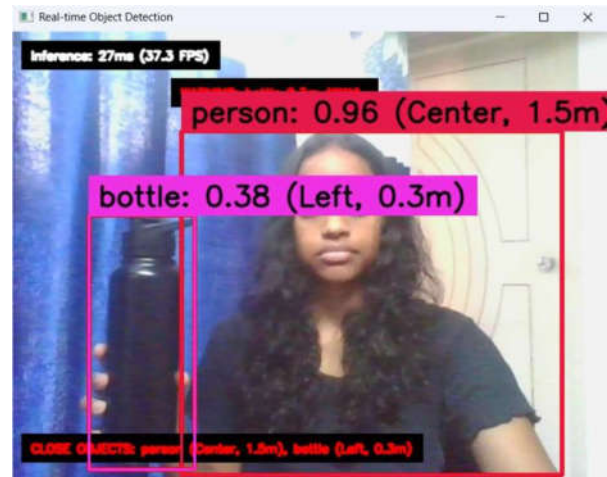 Real-time Object Detection
Inference: 27ms (37.3 FPS)
person: 0.96 (Center, 1.5m)
bottle: 0.38 (Left, 0.3m)
CLOSE OBJECTS: person (Center, 1.5m), bottle (Left, 0.3m)